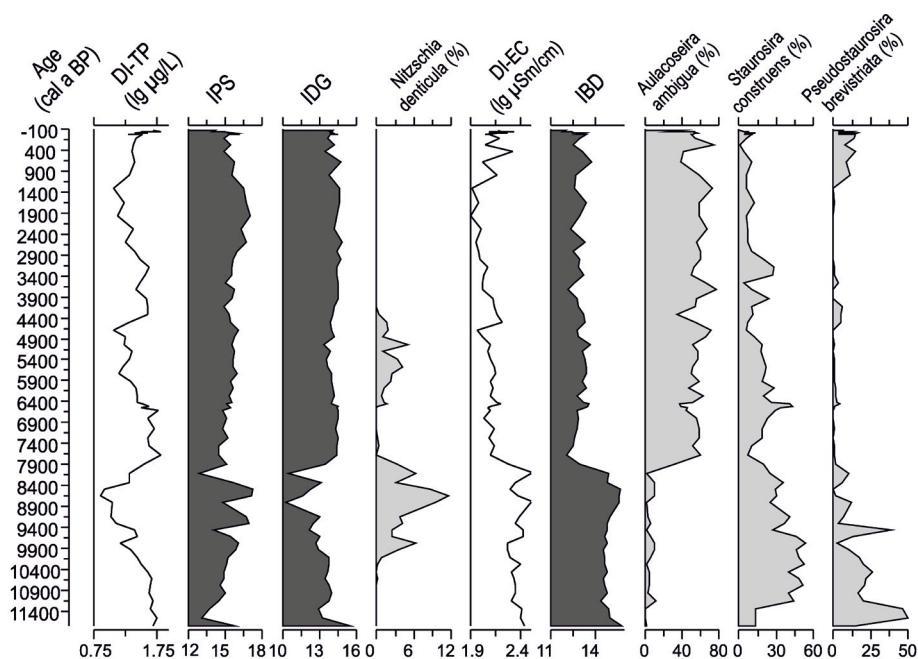 Age
(cal a BP)
DI-TP
(lg µg/L)
IPS
IDG
Nitzschia
denticula (%)
DI-EC
(lg µSm/cm)
IBD
Aulacoseira
ambigua (%)
Staurosira
construens (%)
Pseudostaurosira
brevistriata (%)
-100
400
900
1400
1900
2400
2900
3400
3900
4400
4900
5400
5900
6400
6900
7400
7900
8400
8900
9400
9900
10400
10900
11400
0.75 1.75 12 15 18 10 13 16 0 6 12 1.9 2.4 11 14 0 40 80 0 30 60 0 25 50